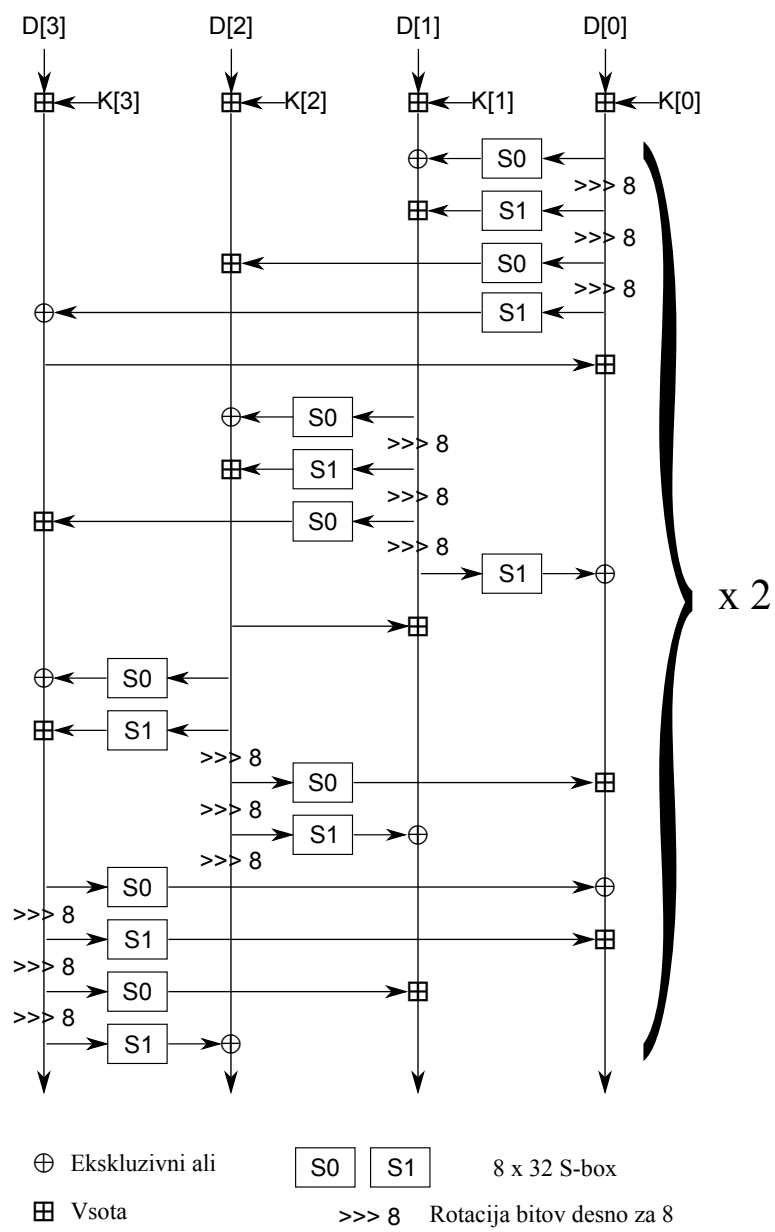 D[3] D[2] D[1] D[0]
K[3] K[2] K[1] K[0]
S0
>>> 8
S1
>>> 8
S0
>>> 8
S1
S0
>>> 8
S1
>>> 8
S0
>>> 8
S1
x 2
S0
S1
>>> 8
S0
>>> 8
S1
>>> 8
S0
>>> 8
S1
>>> 8
S0
>>> 8
S1
Ekskluzivni ali S0 S1 8 x 32 S-box
Vsota >>> 8 Rotacija bitov desno za 8